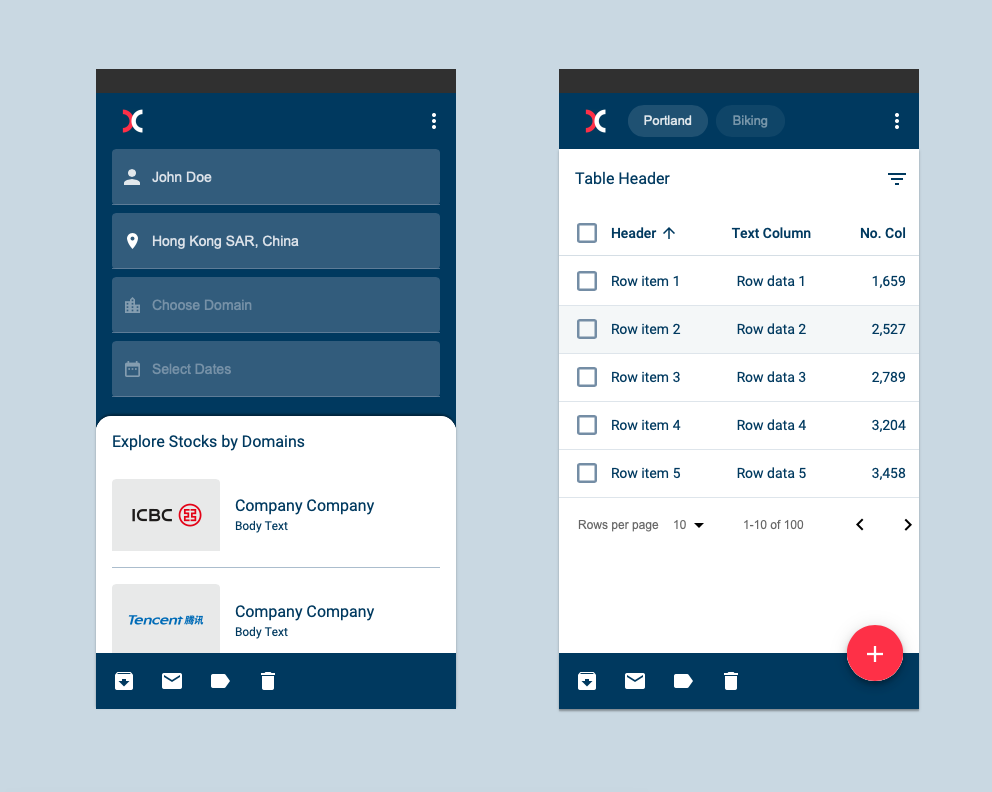 John Doe
Hong Kong SAR, China
Choose Domain
Select Dates
Explore Stocks by Domains
ICBC
Company Company
Body Text
Tencent 腾讯
Company Company
Body Text
Portland Biking
Table Header
Header Text Column No. Col
Row item 1 Row data 1 1,659
Row item 2 Row data 2 2,527
Row item 3 Row data 3 2,789
Row item 4 Row data 4 3,204
Row item 5 Row data 5 3,458
Rows per page 10 1-10 of 100